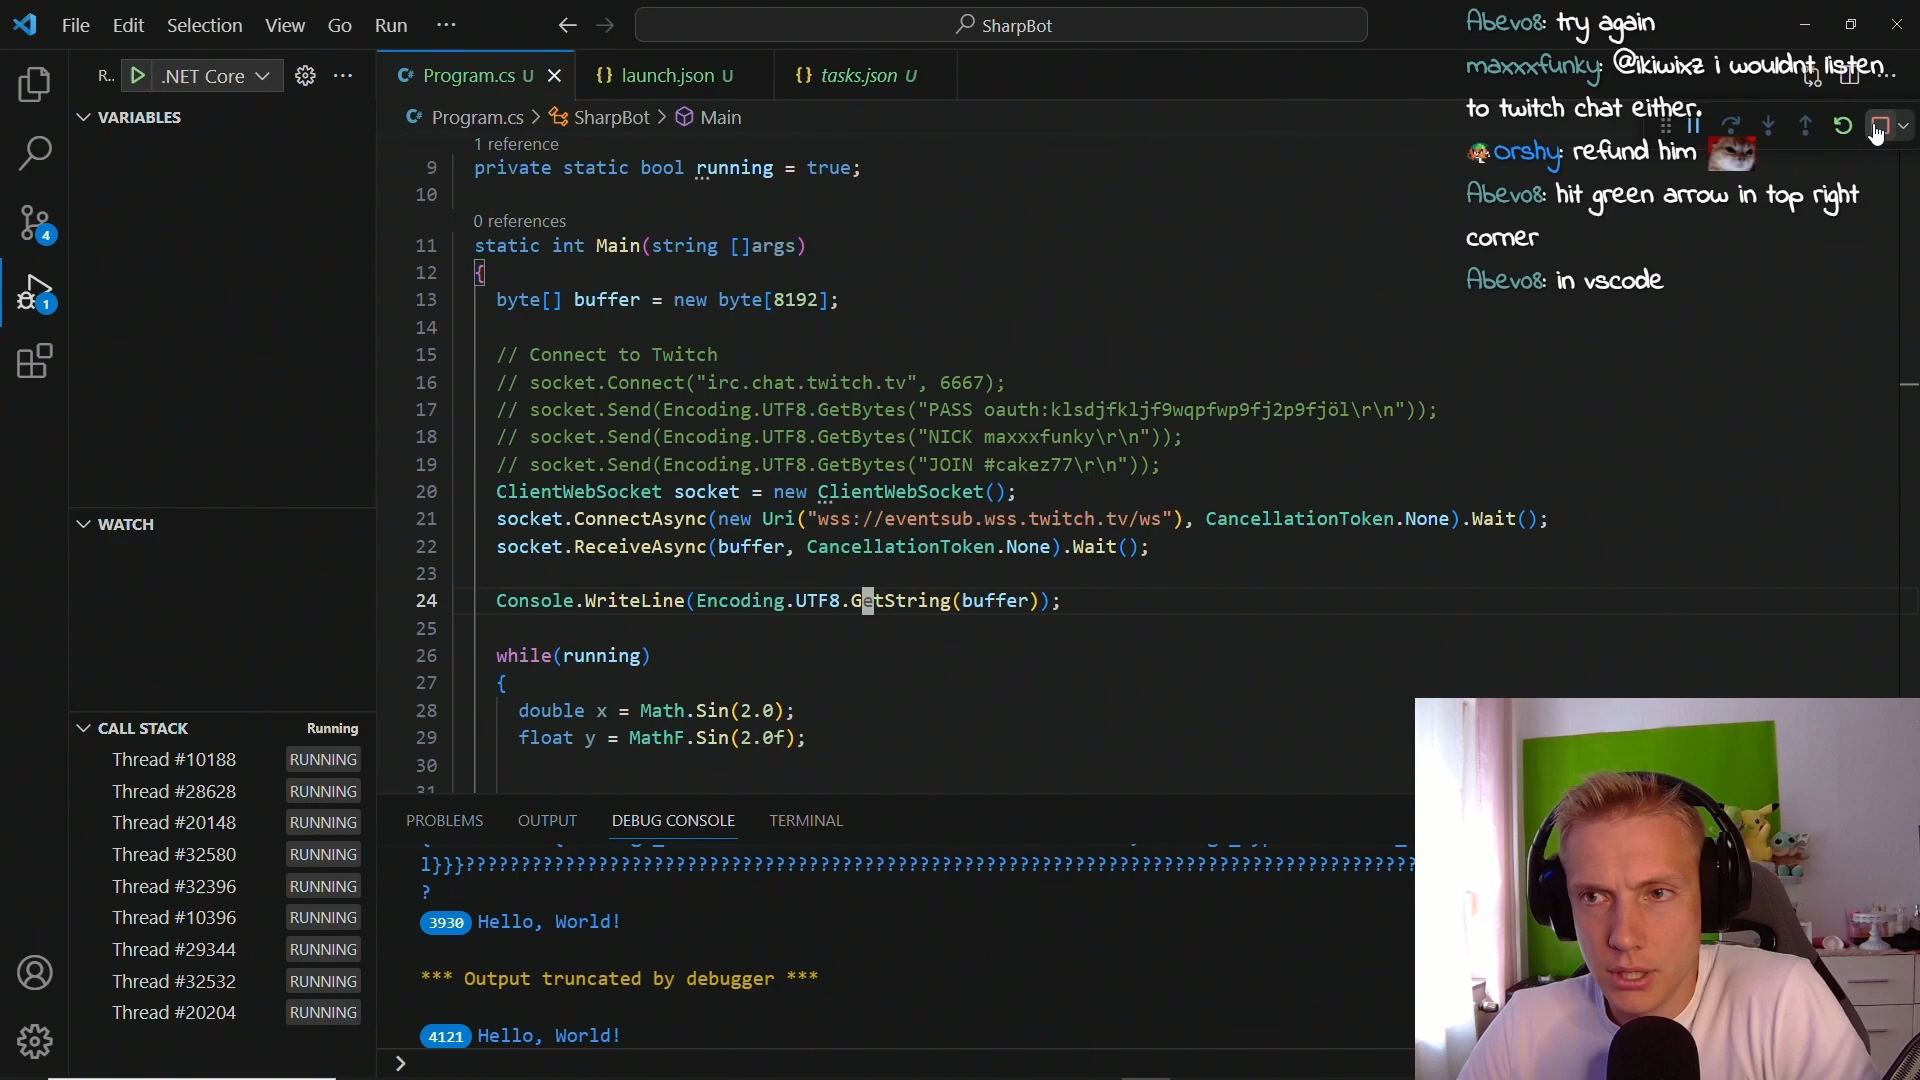 File Edit Selection View Go Run ··· SharpBot
R.. .NET Core ···
VARIABLES
WATCH
CALL STACK Running
Thread #10188 RUNNING
Thread #28628 RUNNING
Thread #20148 RUNNING
Thread #32580 RUNNING
Thread #32396 RUNNING
Thread #10396 RUNNING
Thread #29344 RUNNING
Thread #32532 RUNNING
Thread #20204 RUNNING
4
1
C# Program.cs U {} launch.json U {} tasks.json U
C# Program.cs > SharpBot > Main
1 reference
9 private static bool running = true;
10
0 references
11 static int Main(string []args)
12 {
13 byte[] buffer = new byte[8192];
14
15 // Connect to Twitch
16 // socket.Connect("irc.chat.twitch.tv", 6667);
17 // socket.Send(Encoding.UTF8.GetBytes("PASS oauth:klsdjfkljf9wqpfwp9fj2p9fjöl\r\n"));
18 // socket.Send(Encoding.UTF8.GetBytes("NICK maxxxfunky\r\n"));
19 // socket.Send(Encoding.UTF8.GetBytes("JOIN #cakez77\r\n"));
20 ClientWebSocket socket = new ClientWebSocket();
21 socket.ConnectAsync(new Uri("wss://eventsub.wss.twitch.tv/ws"), CancellationToken.None).Wait();
22 socket.ReceiveAsync(buffer, CancellationToken.None).Wait();
23
24 Console.WriteLine(Encoding.UTF8.GetString(buffer));
25
26 while(running)
27 {
28 double x = Math.Sin(2.0);
29 float y = MathF.Sin(2.0f);
30
PROBLEMS OUTPUT DEBUG CONSOLE TERMINAL
l}}}??????????????????????????????????????????????????????????????????????????????????????
?
3930 Hello, World!
*** Output truncated by debugger ***
4121 Hello, World!
>
Abevo8: try again
maxxxfunky: @ikiwixz i wouldnt listen
to twitch chat either.
orshy: refund him
Abevo8: hit green arrow in top right
corner
Abevo8: in vscode